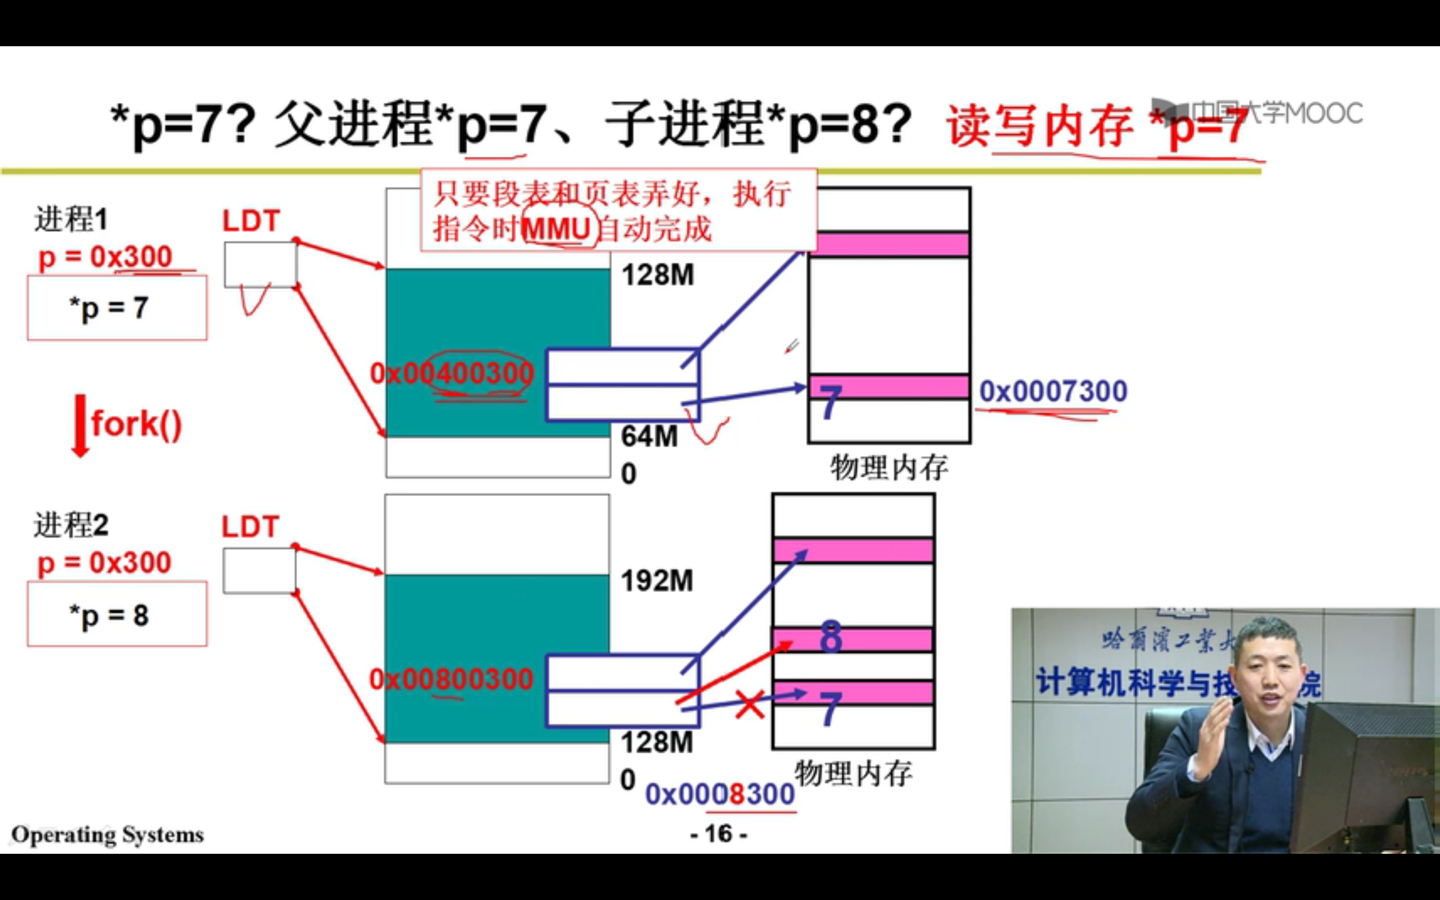 *p=7? 父进程*p=7、子进程*p=8?
读写内存 *p=7
中国大学MOOC
只要段表和页表弄好，执行
指令时MMU自动完成
进程1
p = 0x300
*p = 7
LDT
128M
0x00400300
64M
0
7
0x0007300
物理内存
fork()
进程2
p = 0x300
*p = 8
LDT
192M
0x00800300
128M
0
8
7
物理内存
0x0008300
哈尔滨工业大
计算机科学与技 院
Operating Systems
- 16 -